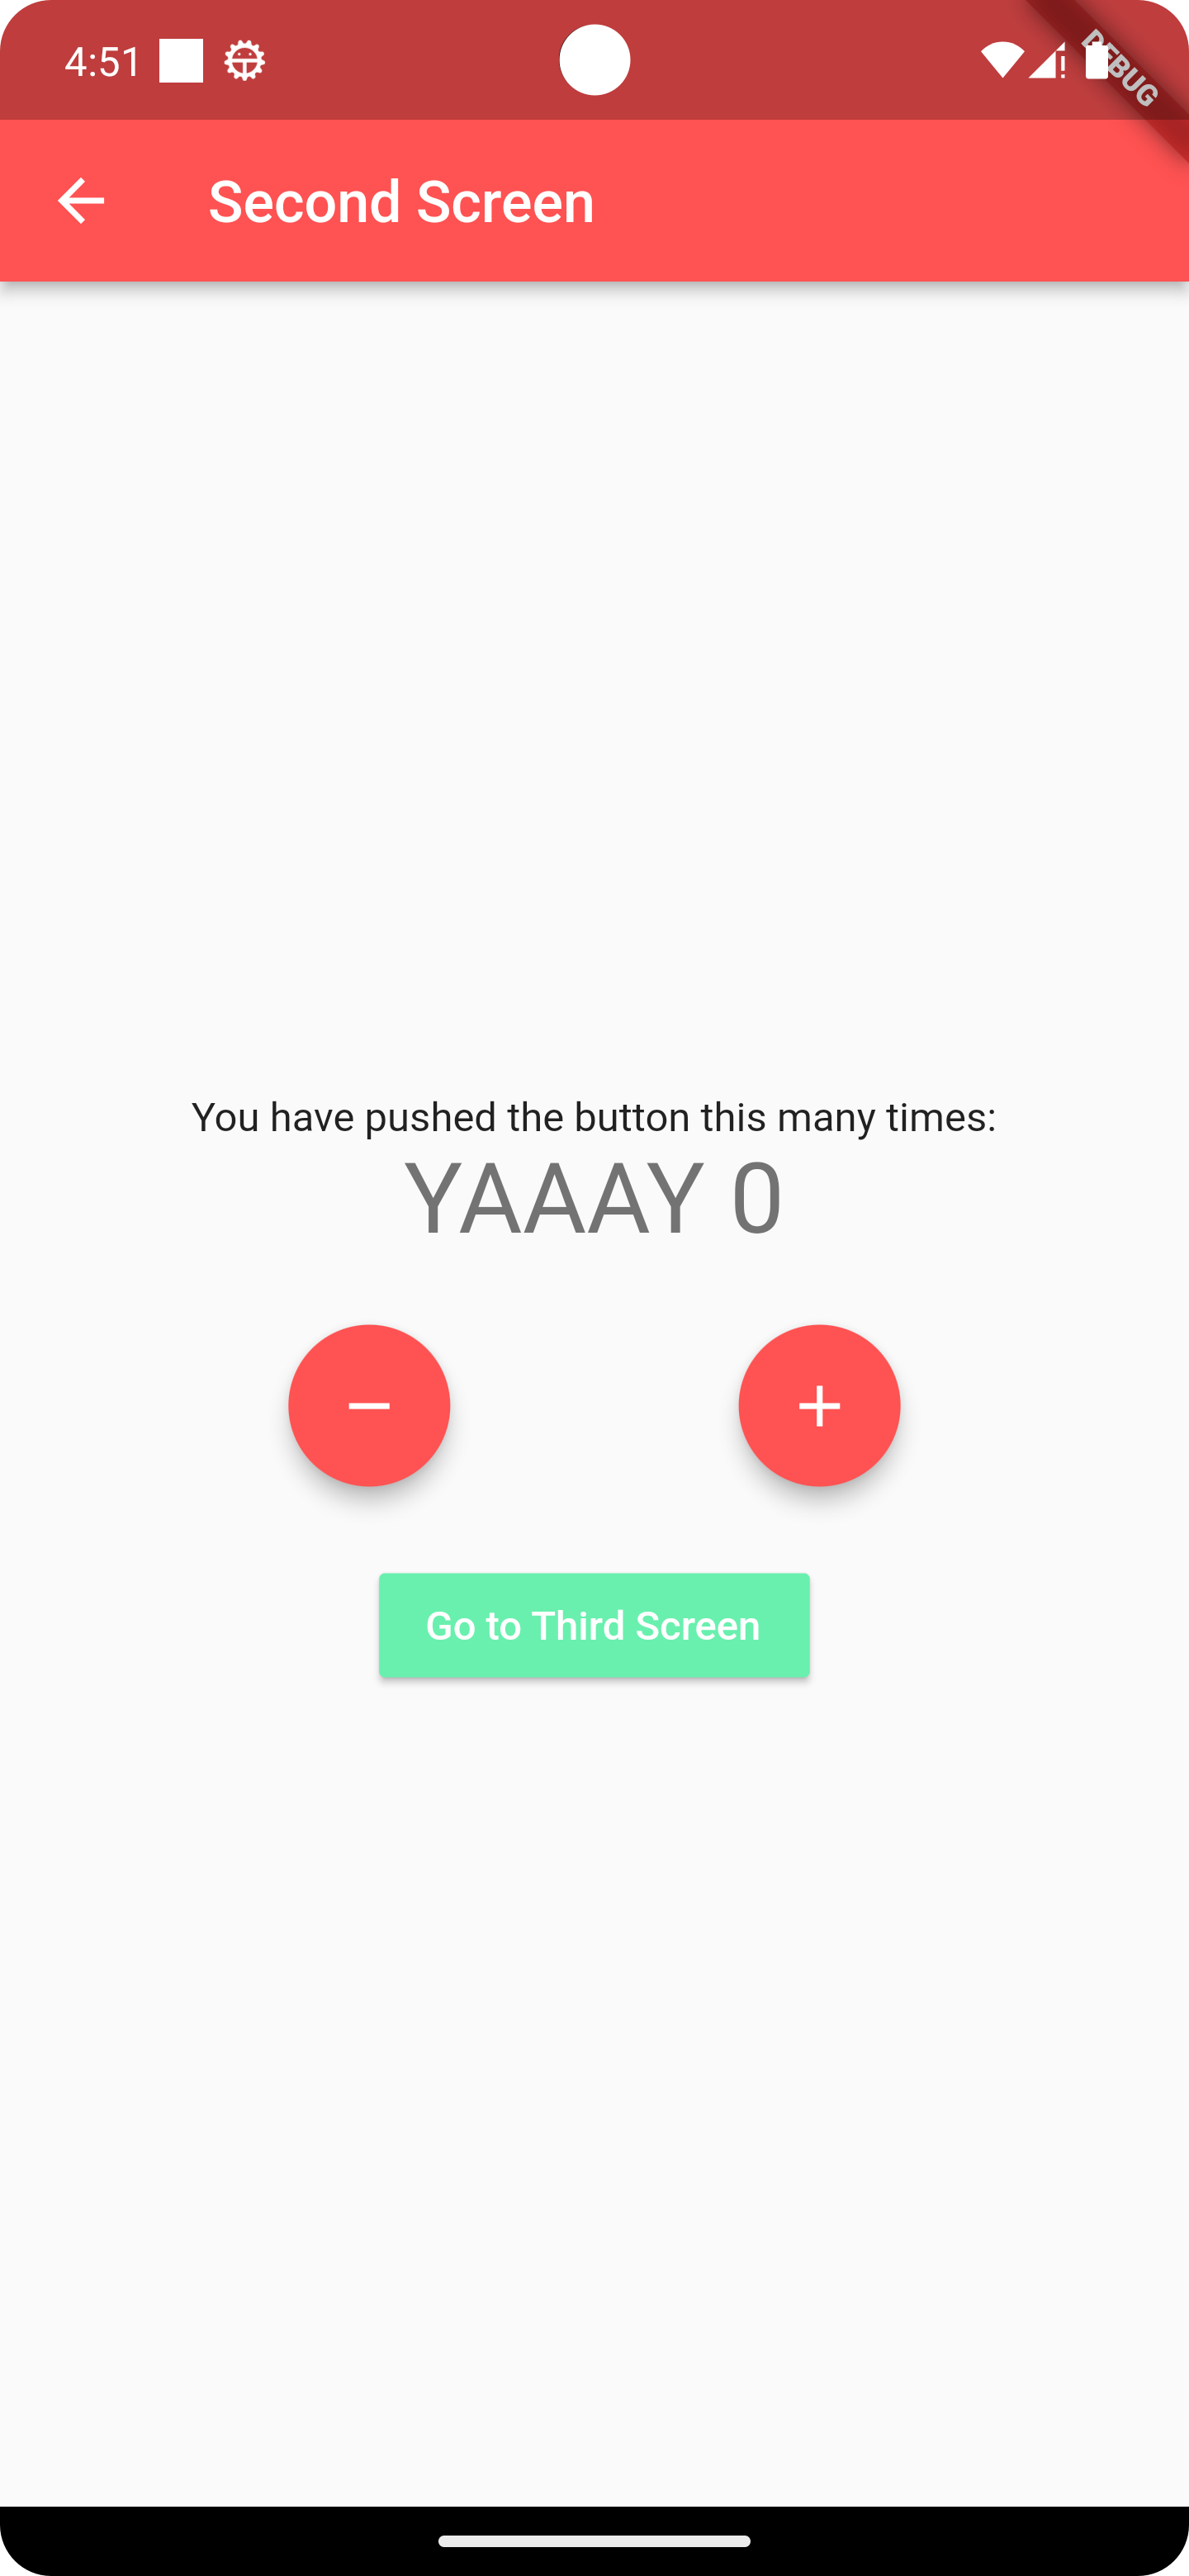 4:51
DEBUG
Second Screen
You have pushed the button this many times:
YAAAY 0
Go to Third Screen